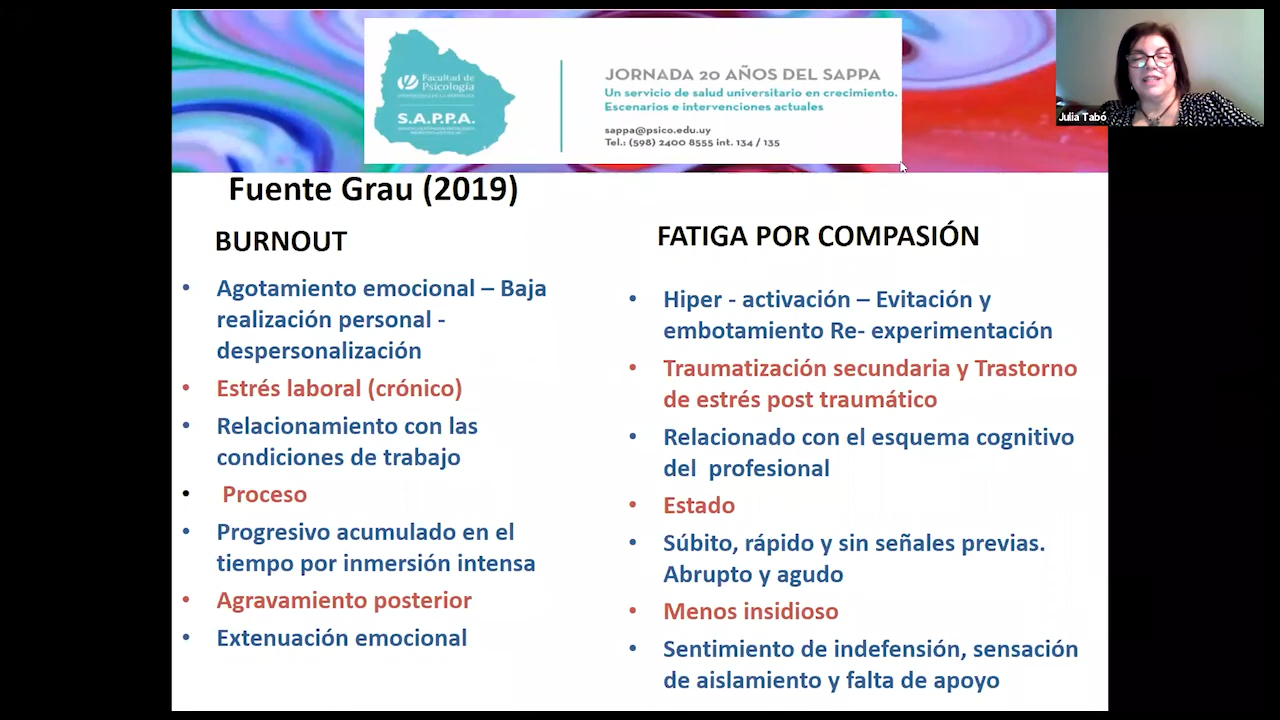 Facultad de
Psicología
UNIVERSIDAD DE LA REPÚBLICA
S.A.P.P.A.
JORNADA 20 AÑOS DEL SAPPA
Un servicio de salud universitario en crecimiento.
Escenarios e intervenciones actuales
sappa@psico.edu.uy
Tel.: (598) 2400 8555 int. 134 / 135
Julia Tabó
Fuente Grau (2019)
BURNOUT
• Agotamiento emocional – Baja
realización personal -
despersonalización
• Estrés laboral (crónico)
• Relacionamiento con las
condiciones de trabajo
• Proceso
• Progresivo acumulado en el
tiempo por inmersión intensa
• Agravamiento posterior
• Extenuación emocional
FATIGA POR COMPASIÓN
• Hiper - activación – Evitación y
embotamiento Re- experimentación
• Traumatización secundaria y Trastorno
de estrés post traumático
• Relacionado con el esquema cognitivo
del profesional
• Estado
• Súbito, rápido y sin señales previas.
Abrupto y agudo
• Menos insidioso
• Sentimiento de indefensión, sensación
de aislamiento y falta de apoyo